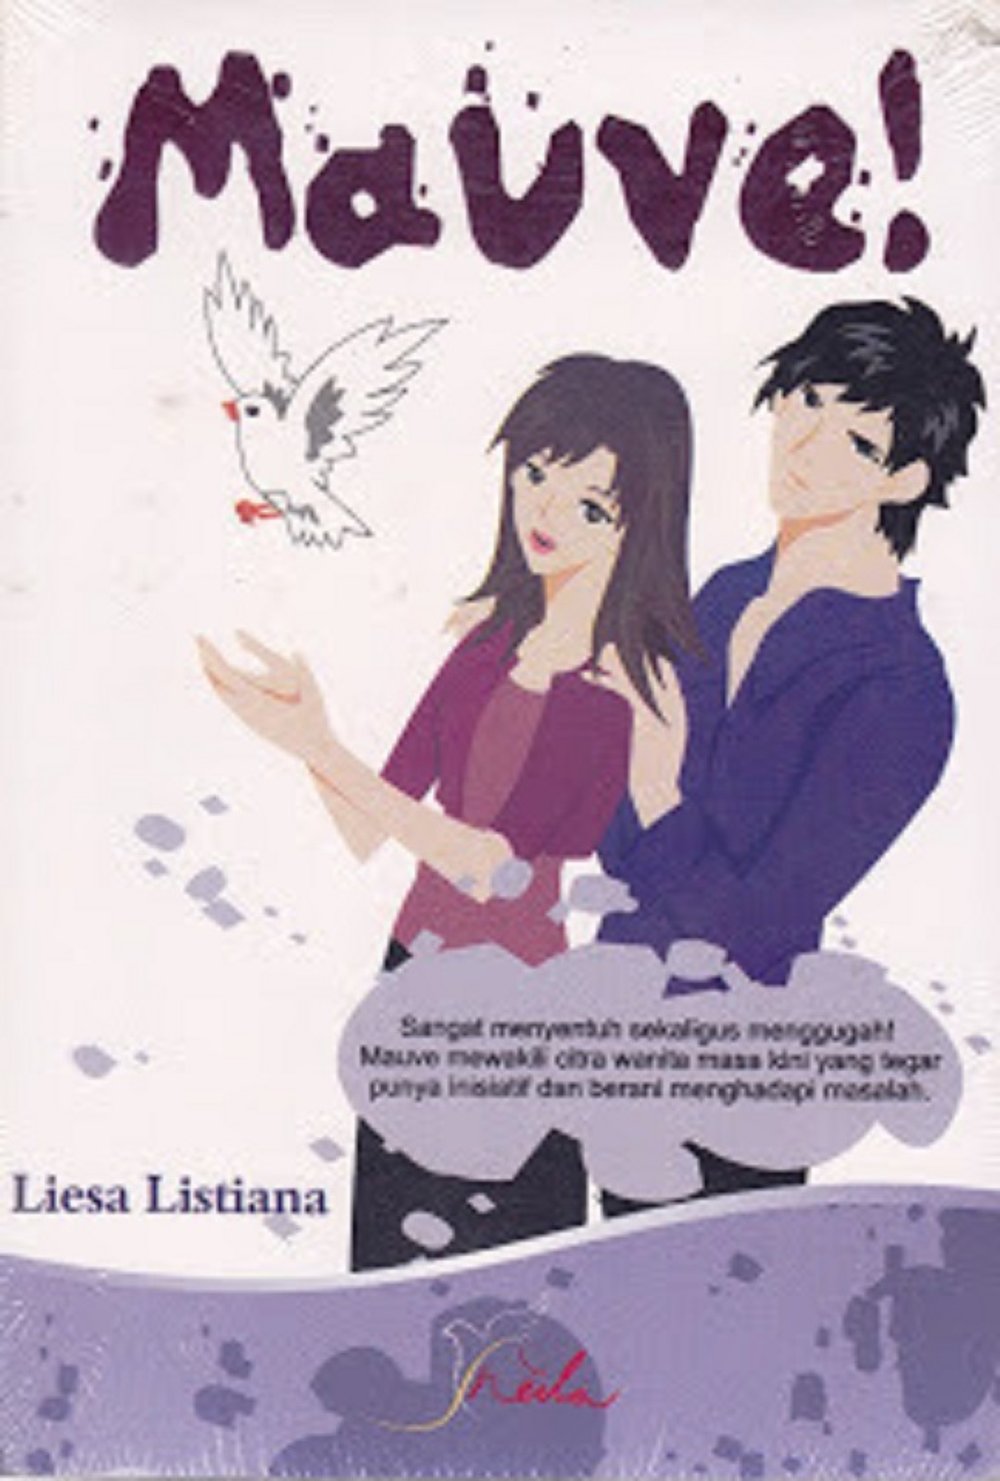 Mauve!
Sangat menyentuh sekaligus menggugah!
Mauve mewakili citra wanita masa kini yang tegar
punya inisiatif dan berani menghadapi masalah.
Liesa Listiana
Sheila